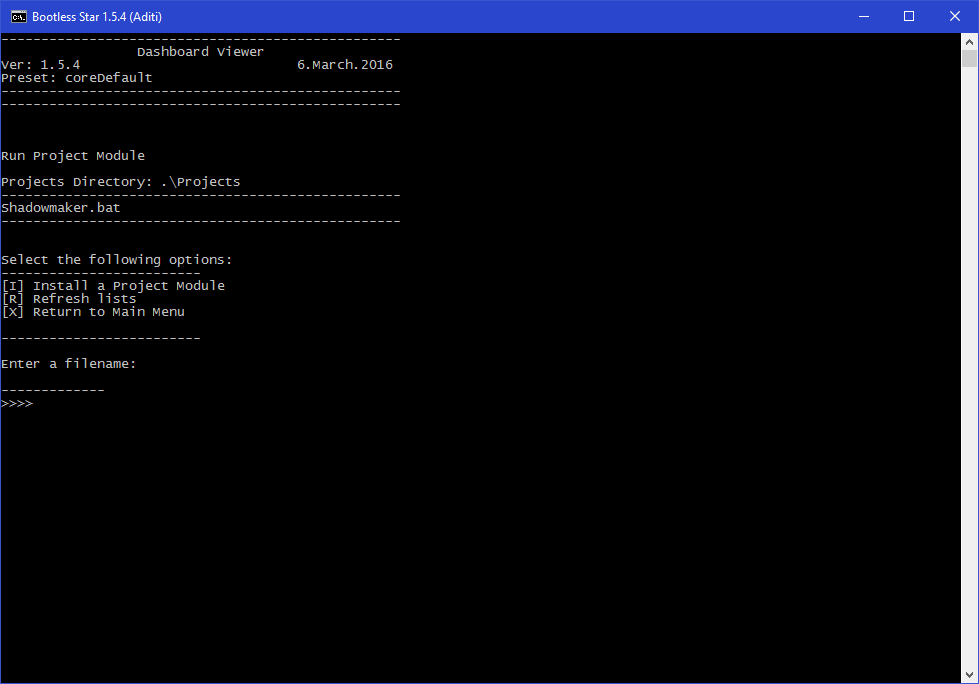 Bootless Star 1.5.4 (Aditi)
--------------------------------------------------
Dashboard Viewer
Ver: 1.5.4 6.March.2016
Preset: coreDefault
--------------------------------------------------
--------------------------------------------------
Run Project Module
Projects Directory: .\Projects
--------------------------------------------------
Shadowmaker.bat
--------------------------------------------------
Select the following options:
-------------------------
[I] Install a Project Module
[R] Refresh lists
[X] Return to Main Menu
-------------------------
Enter a filename:
-------------
>>>>